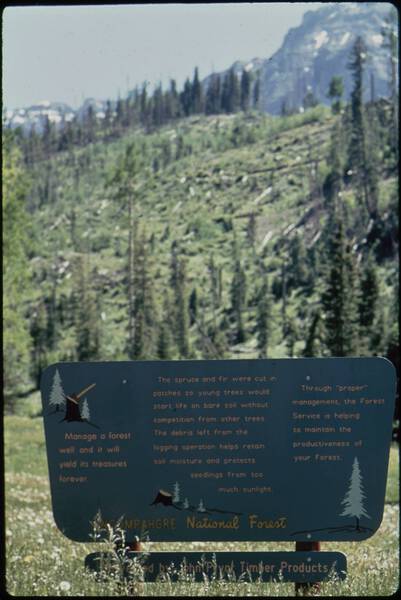 Manage a forest
well and it will
yield its treasures
forever.
The spruce and fir were cut in
patches so young trees would
start life on bare soil without
competition from other trees.
The debris left from the
logging operation helps retain
soil moisture and protects
seedlings from too
much sunlight.
Through "proper"
management, the Forest
Service is helping
to maintain the
productiveness of
your Forest.
National Forest
by John Pryor Timber Products